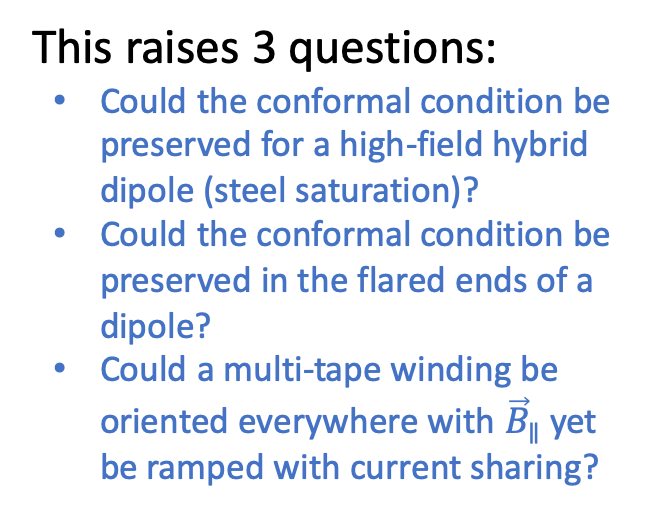 This raises 3 questions:
• Could the conformal condition be
preserved for a high-field hybrid
dipole (steel saturation)?
• Could the conformal condition be
preserved in the flared ends of a
dipole?
• Could a multi-tape winding be
oriented everywhere with B⃗∥ yet
be ramped with current sharing?